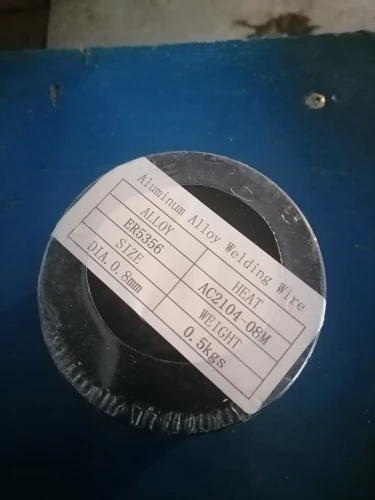 Aluminum Alloy Welding Wire
ALLOY HEAT
ER5356 AC2104-08M
SIZE WEIGHT
DIA.0.8mm 0.5kgs